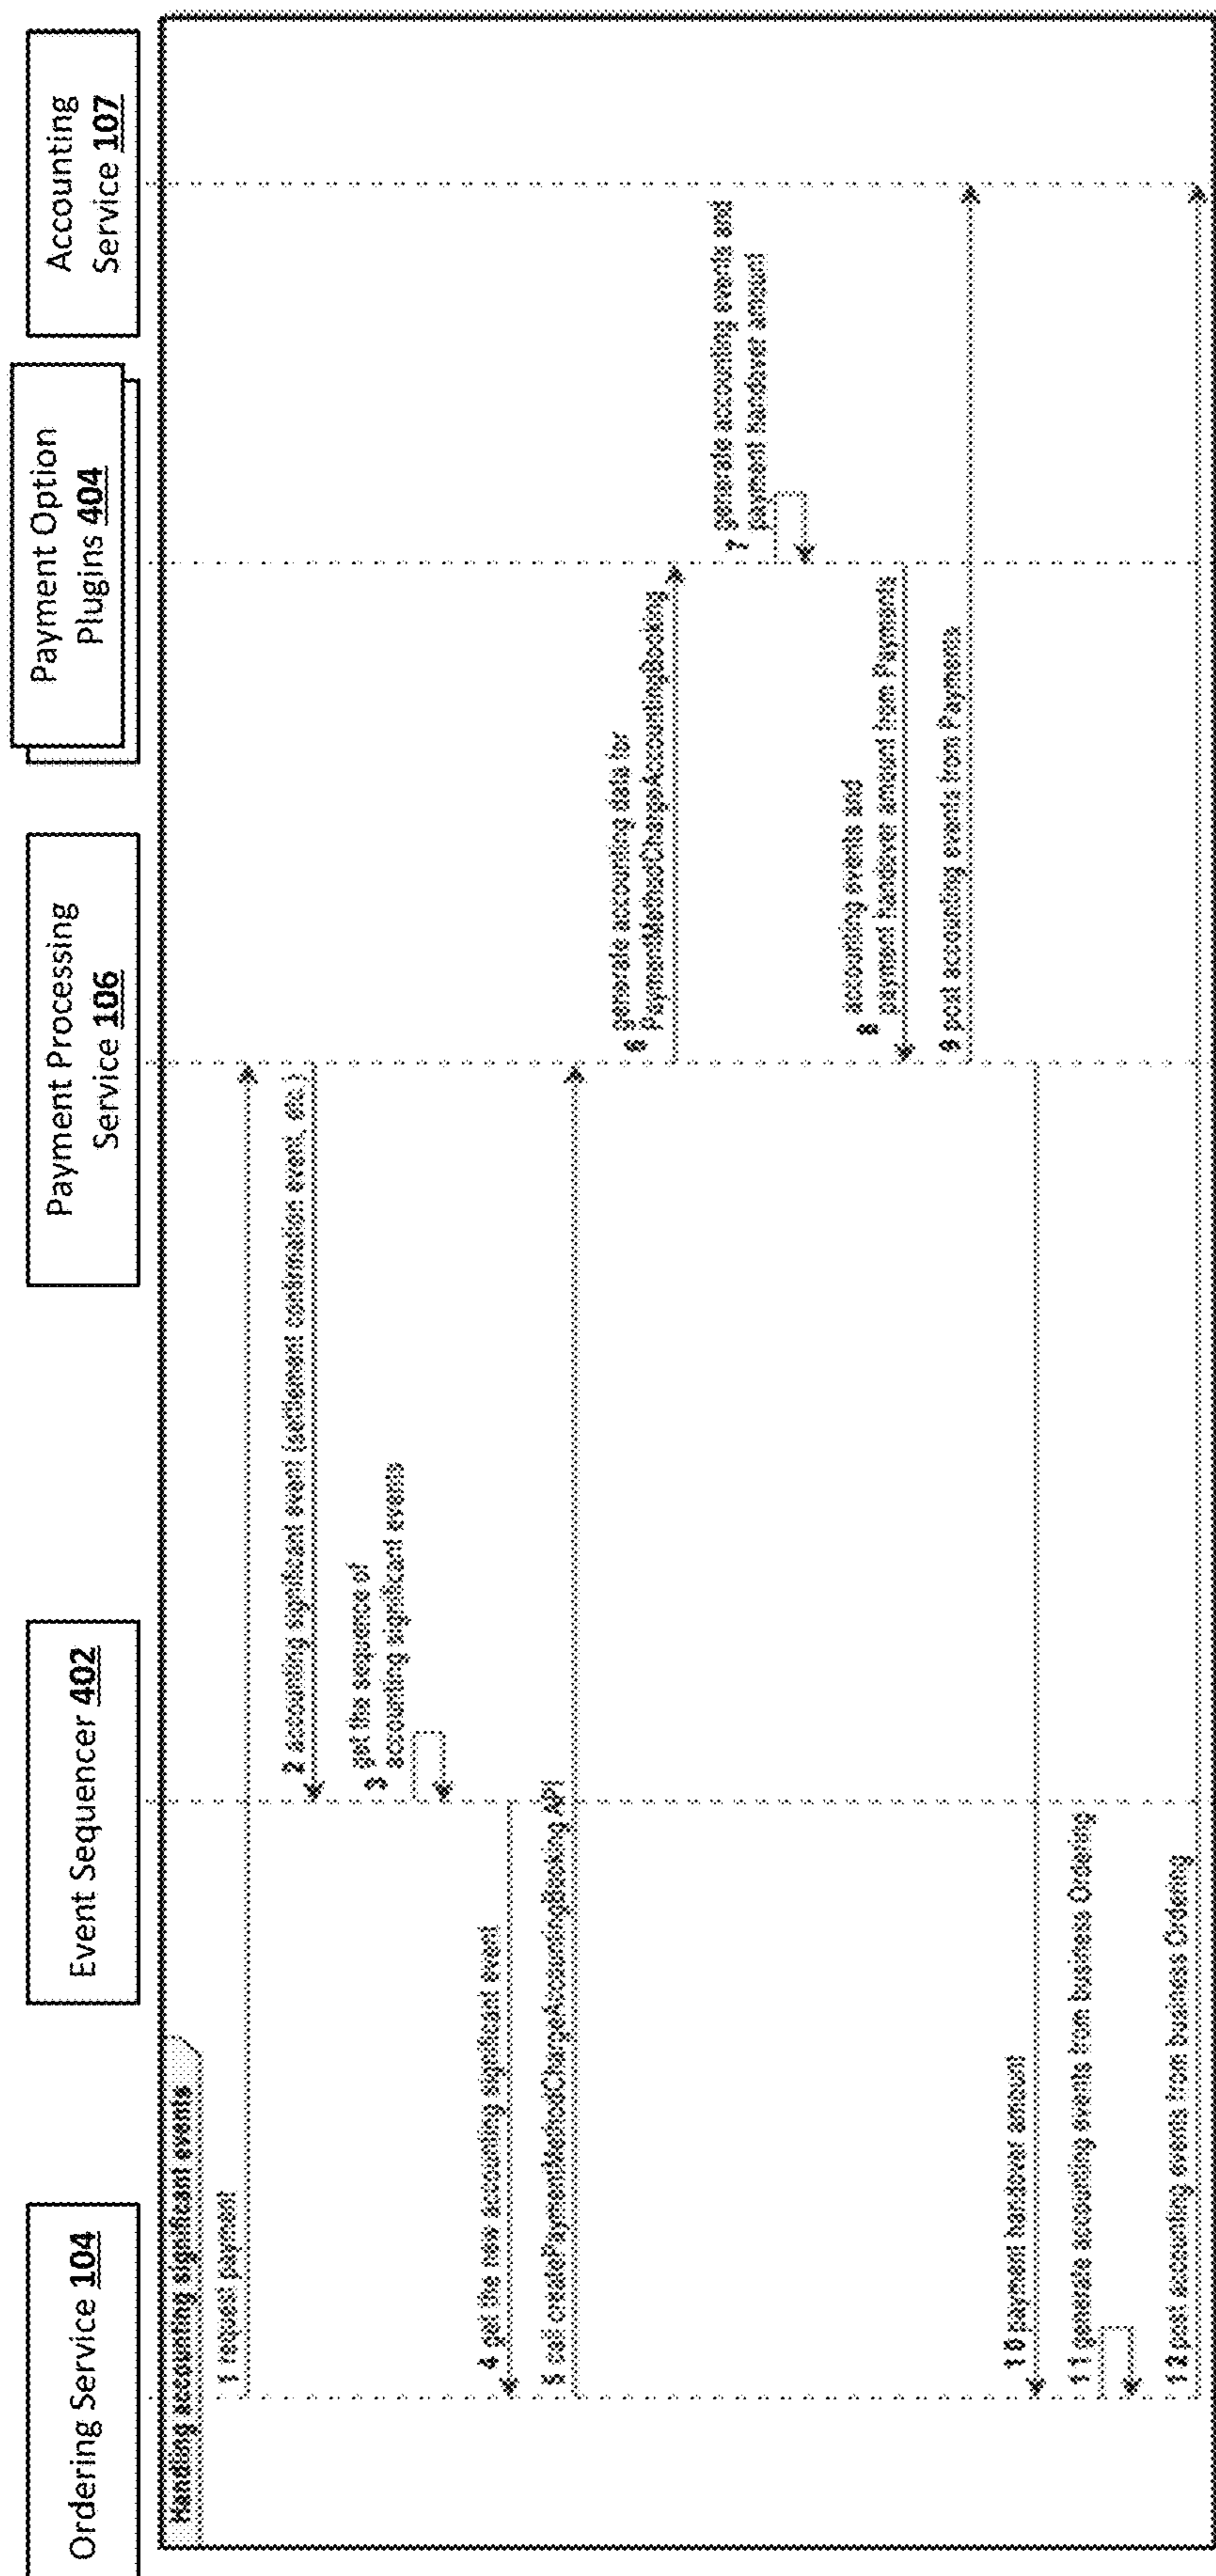 Ordering Service 104
Event Sequencer 402
Payment Processing
Service 106
Payment Option
Plugins 404
Accounting
Service 107
Handling accounting significant events
1 request payment
2 accounting significant event (settlement confirmation event, etc.)
get the sequence of
3 accounting significant events
4 get the new accounting significant event
5 call createPaymentMethodChargeAccountingBooking API
generate accounting data for
6 PaymentMethodChargeAccountingBooking
generate accounting events and
7 payment handover amount
accounting events and
8 payment handover amount from Payments
9 post accounting events from Payments
10 payment handover amount
11 generate accounting events from business Ordering
12 post accounting events from business Ordering